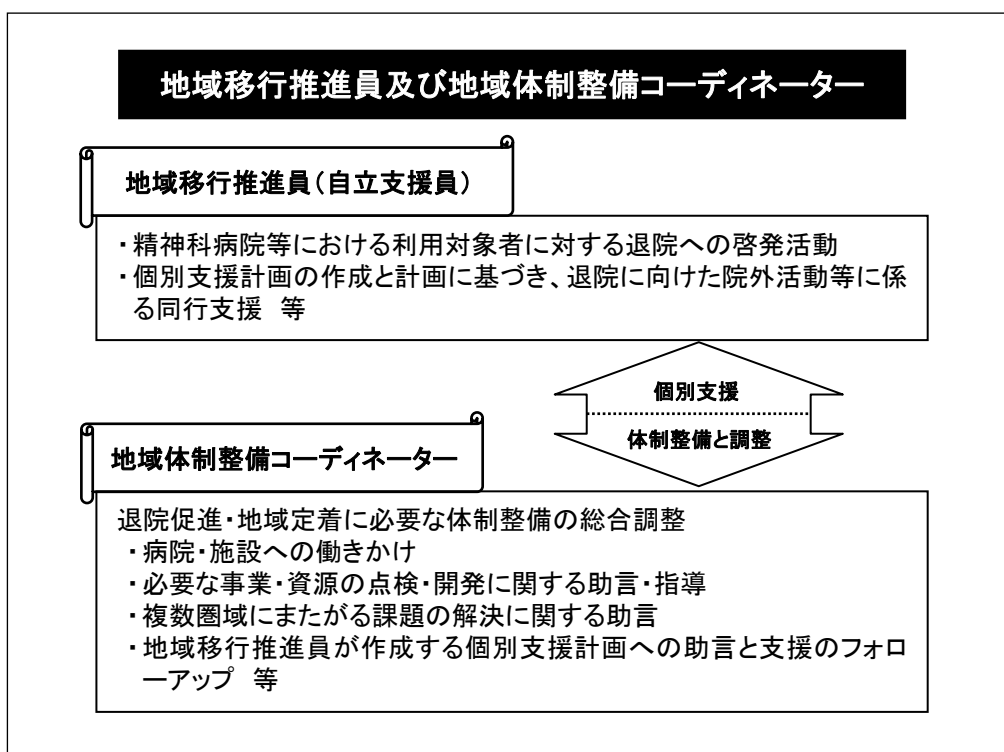 地域移行推進員及び地域体制整備コーディネーター
地域移行推進員(自立支援員)
・精神科病院等における利用対象者に対する退院への啓発活動
・個別支援計画の作成と計画に基づき、退院に向けた院外活動等に係
る同行支援　等
個別支援
体制整備と調整
地域体制整備コーディネーター
退院促進・地域定着に必要な体制整備の総合調整
・病院・施設への働きかけ
・必要な事業・資源の点検・開発に関する助言・指導
・複数圏域にまたがる課題の解決に関する助言
・地域移行推進員が作成する個別支援計画への助言と支援のフォロ
ーアップ　等